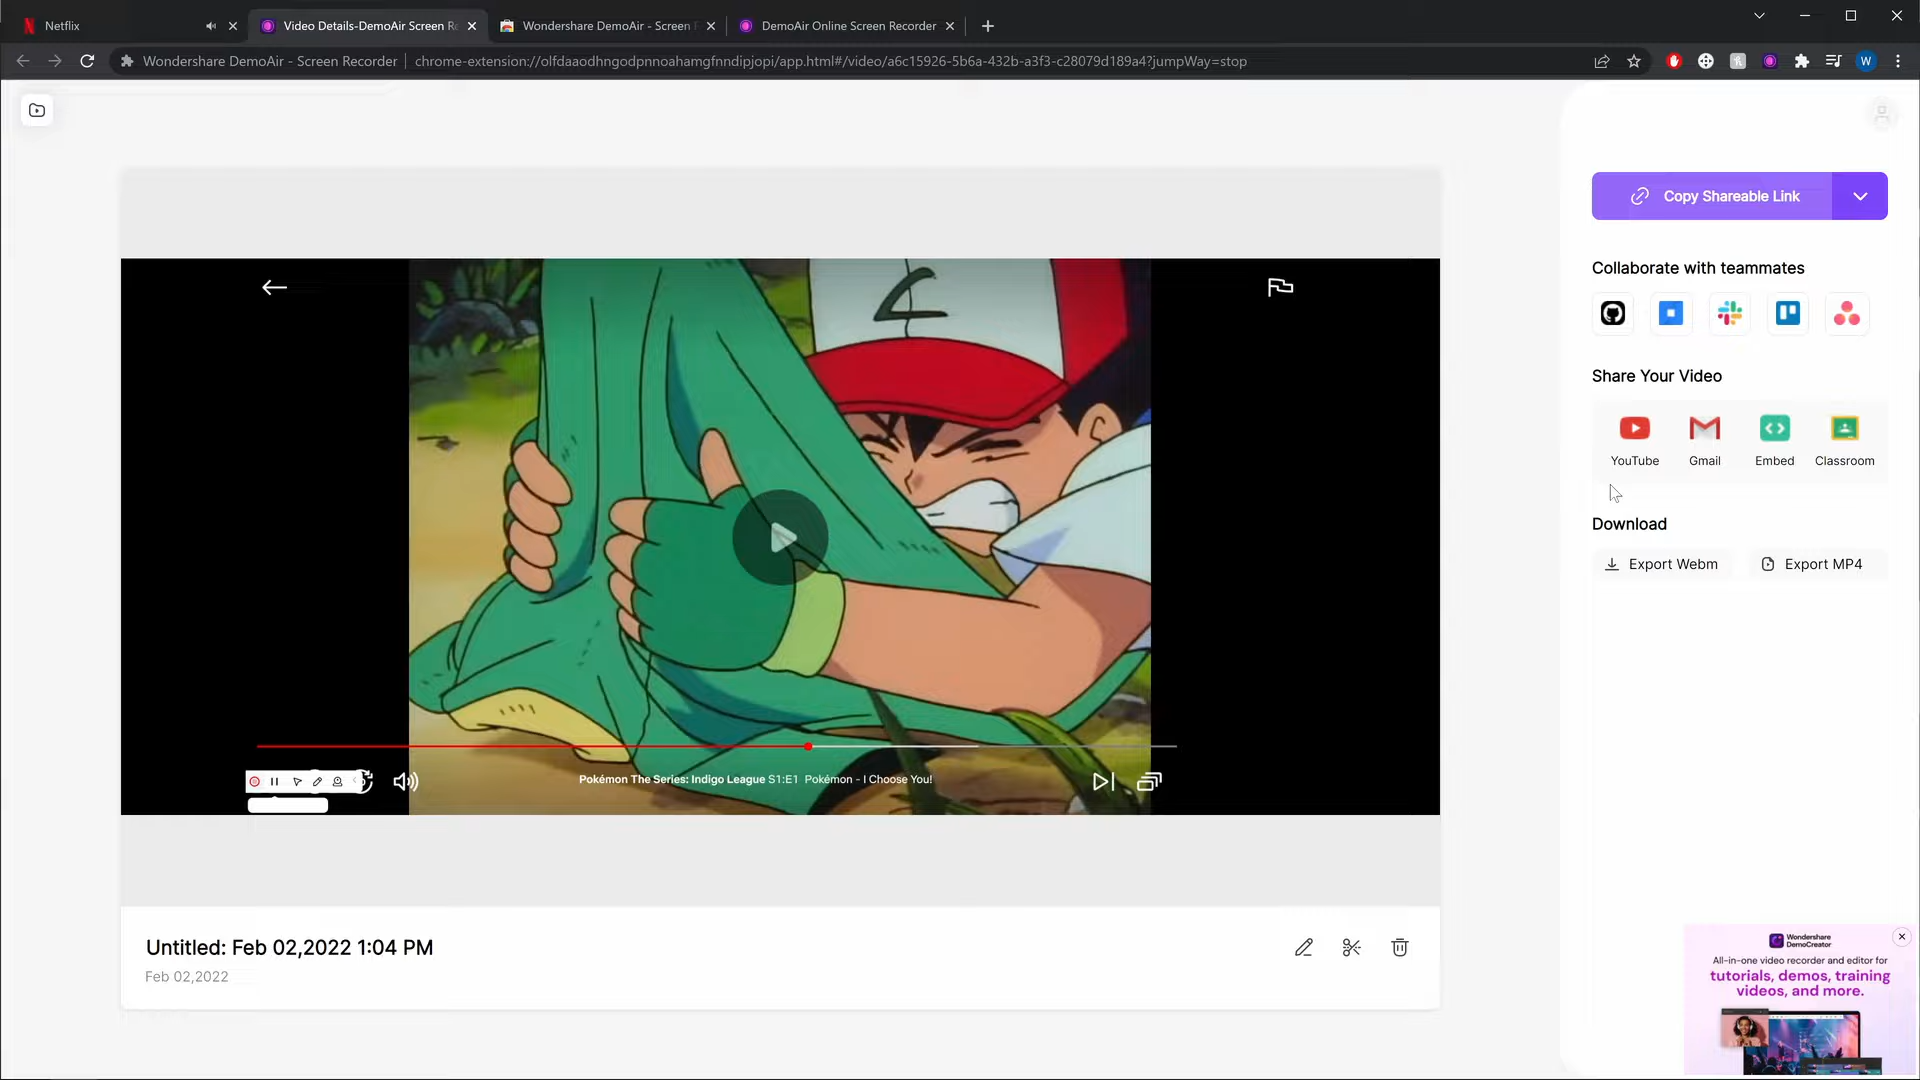 Netflix
Video Details-DemoAir Screen Re
Wondershare DemoAir - Screen R
DemoAir Online Screen Recorder
Wondershare DemoAir - Screen Recorder
chrome-extension://olfdaaodhngodpnnoahamgfnndipjopi/app.html#/video/a6c15926-5b6a-432b-a3f3-c28079d189a4?jumpWay=stop
W
Copy Shareable Link
Collaborate with teammates
Share Your Video
YouTube
Gmail
Embed
Classroom
Download
Export Webm
Export MP4
Pokémon The Series: Indigo League S1:E1 Pokémon - I Choose You!
Untitled: Feb 02,2022 1:04 PM
Feb 02,2022
Wondershare
DemoCreator
All-in-one video recorder and editor for
tutorials, demos, training
videos, and more.